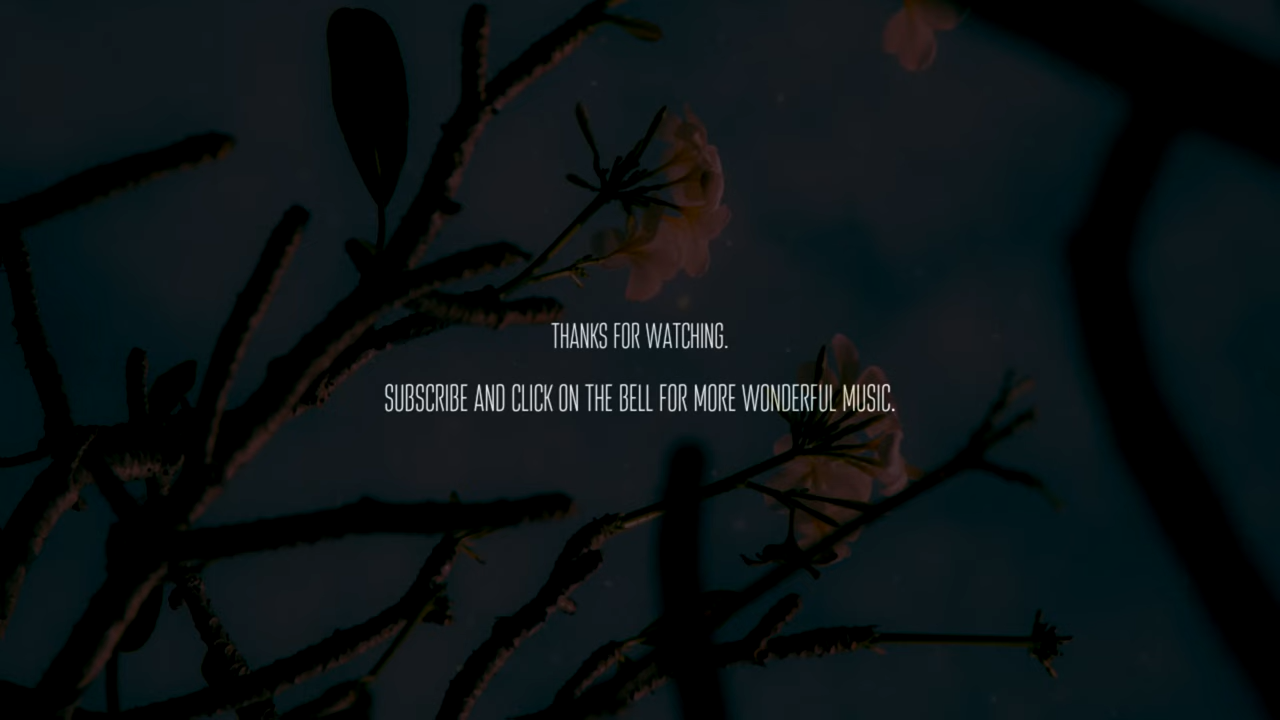 THANKS FOR WATCHING.
SUBSCRIBE AND CLICK ON THE BELL FOR MORE WONDERFUL MUSIC.